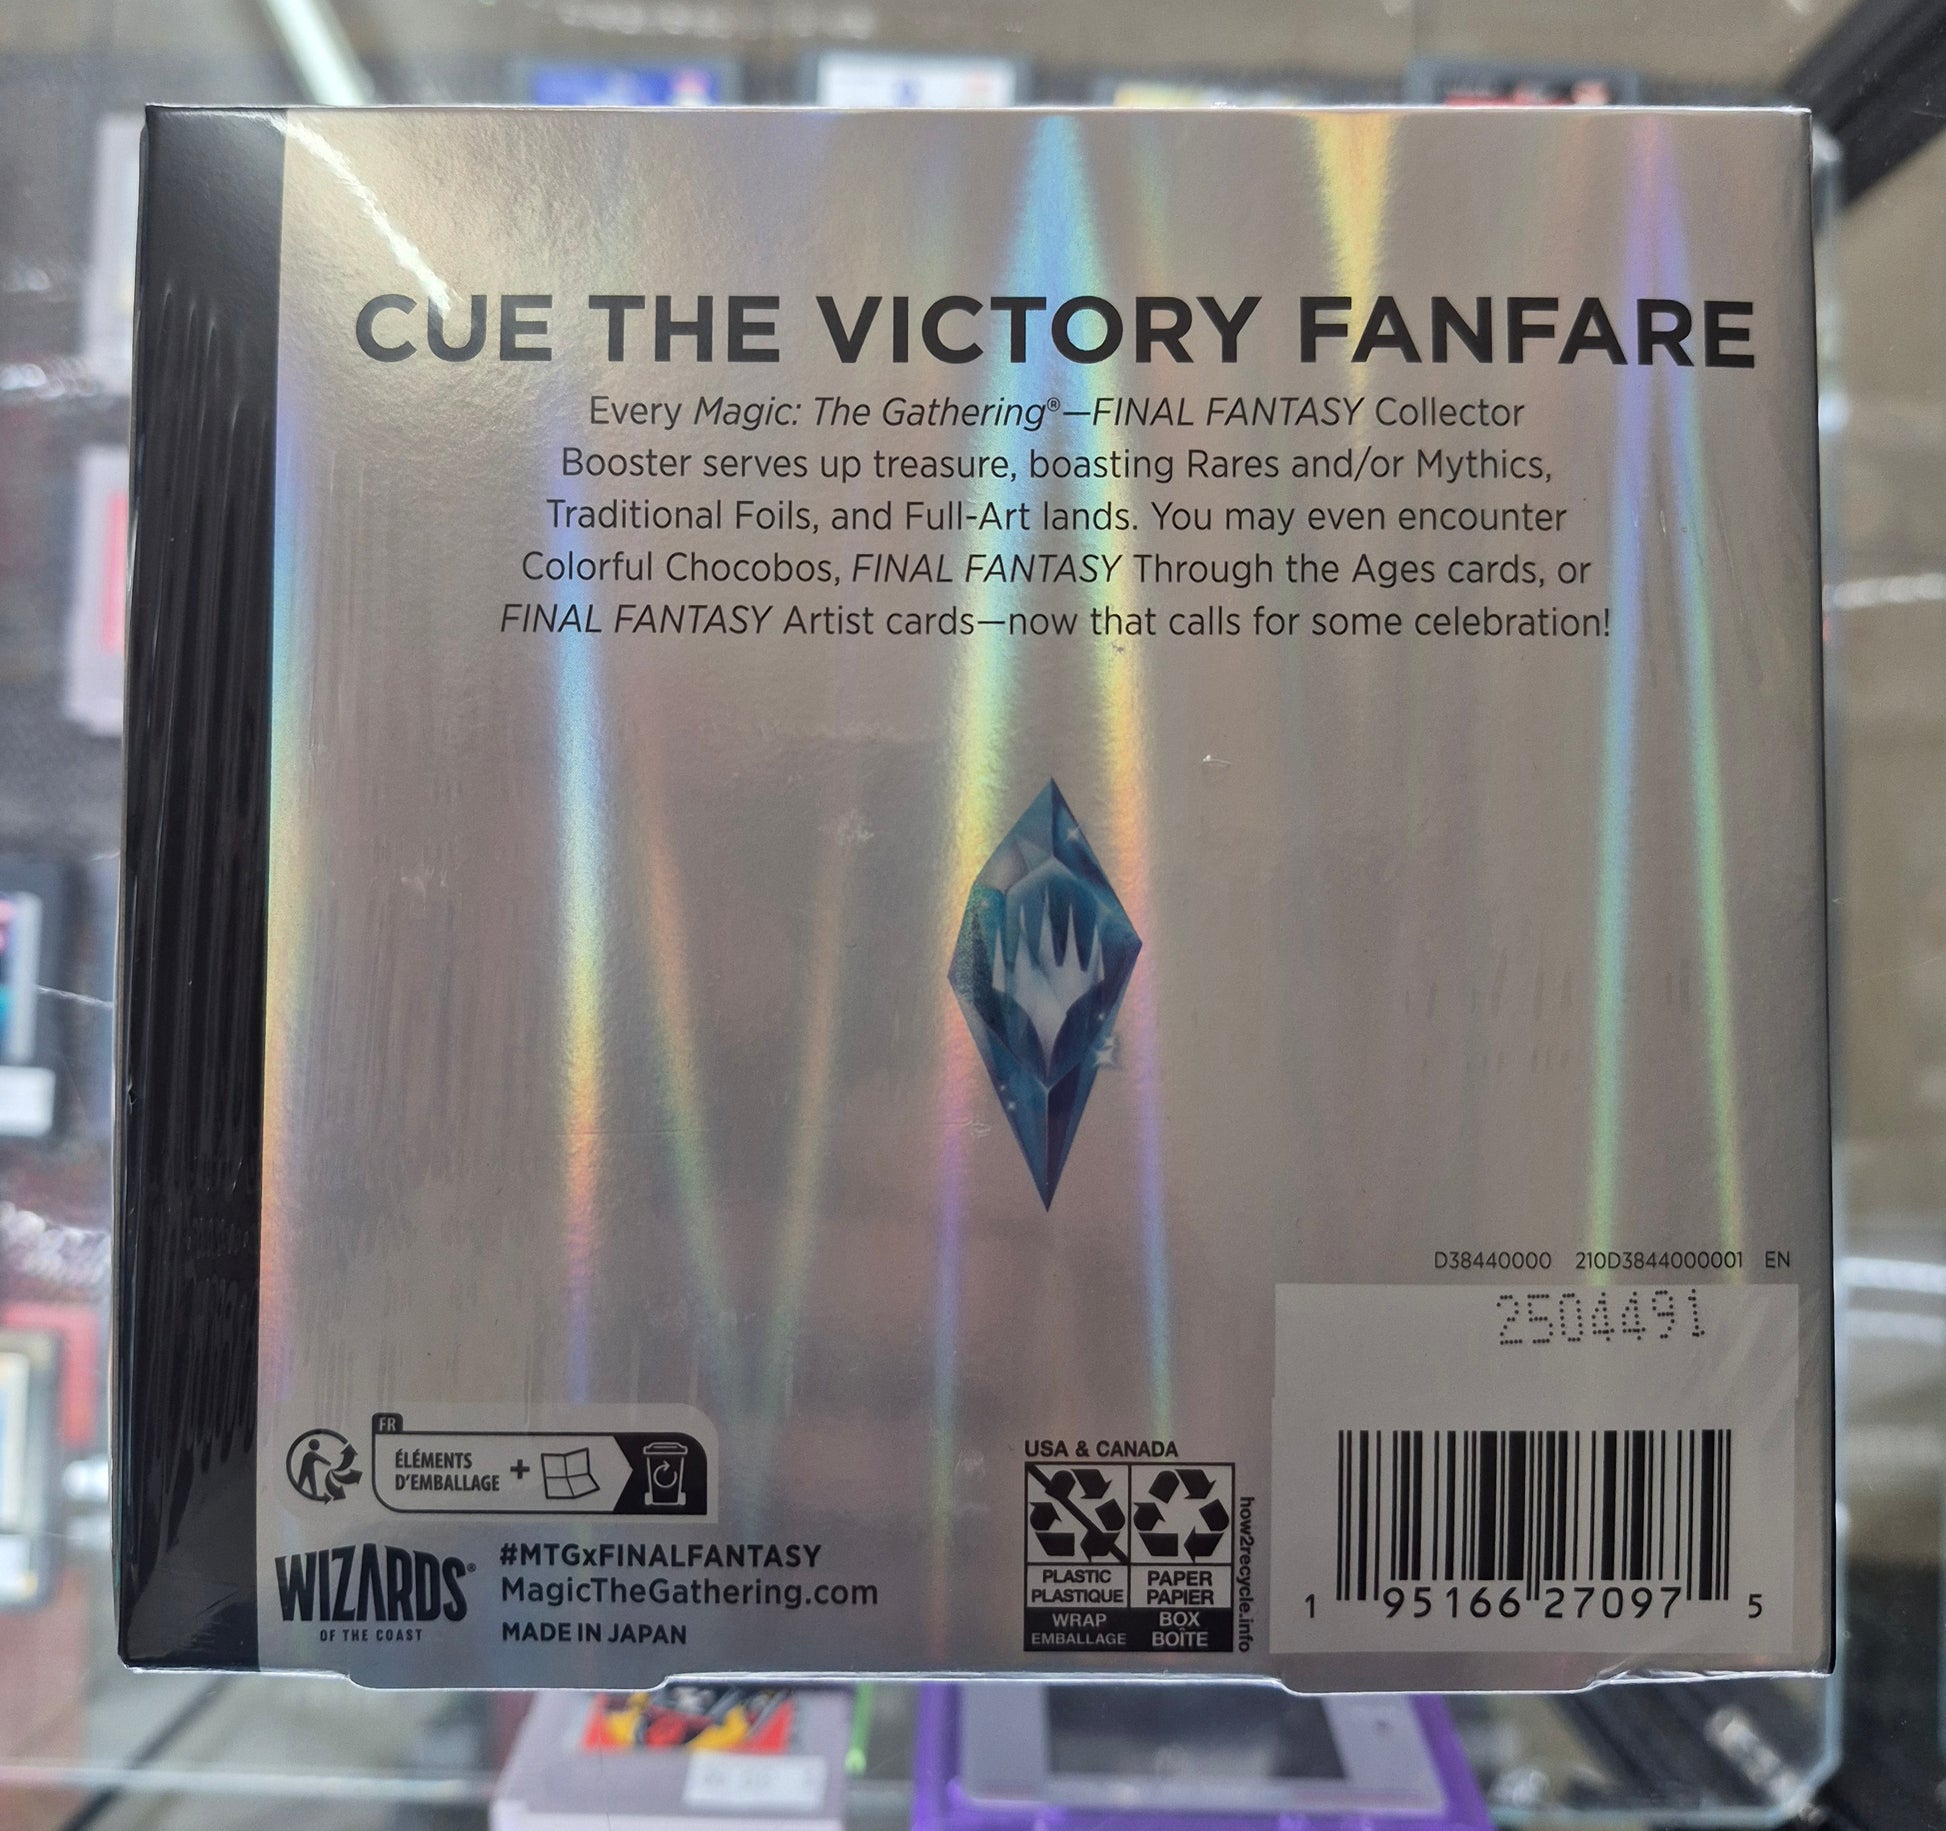 CUE THE VICTORY FANFARE
Every Magic: The Gathering®—FINAL FANTASY Collector
Booster serves up treasure, boasting Rares and/or Mythics,
Traditional Foils, and Full-Art lands. You may even encounter
Colorful Chocobos, FINAL FANTASY Through the Ages cards, or
FINAL FANTASY Artist cards—now that calls for some celebration!
D38440000 210D3844000001 EN
2504491
FR
ÉLÉMENTS
D'EMBALLAGE +
WIZARDS®
OF THE COAST
#MTGxFINALFANTASY
MagicTheGathering.com
MADE IN JAPAN
USA & CANADA
PLASTIC
PLASTIQUE
WRAP
EMBALLAGE
PAPER
PAPIER
BOX
BOÎTE
how2recycle.info
1 95166 27097 5